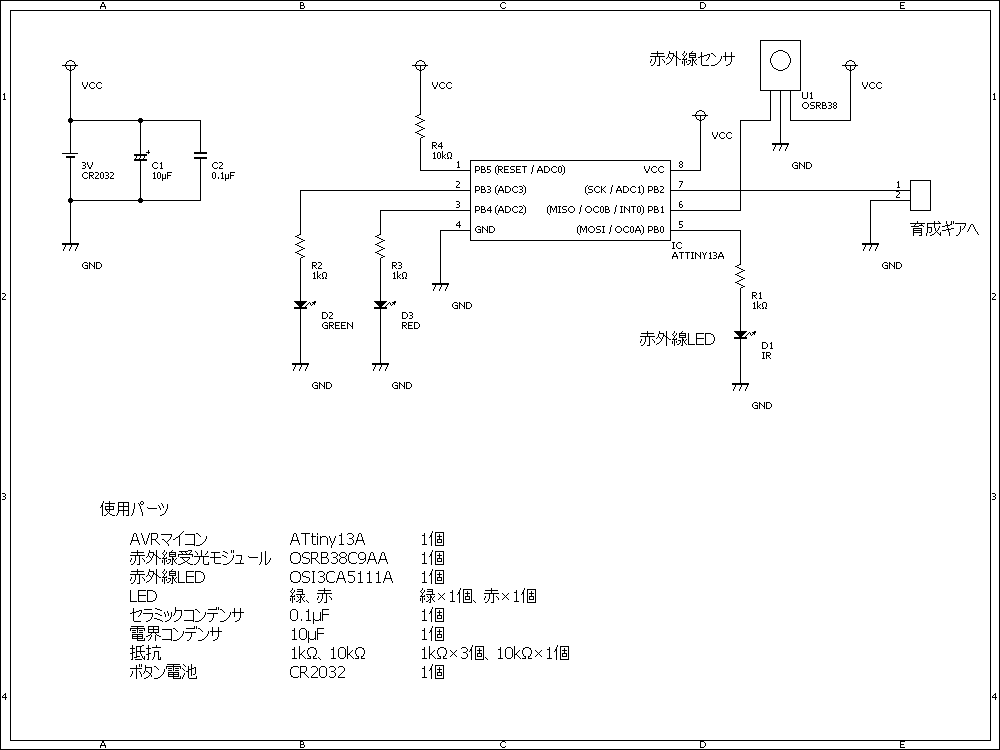 A B C D E
1
2
3
4
1
2
3
4
VCC
3V
CR2032
C1
10μF
+
C2
0.1μF
GND
VCC
R4
10kΩ
1 PB5 (RESET / ADC0)
2 PB3 (ADC3)
3 PB4 (ADC2)
4 GND
VCC 8
(SCK / ADC1) PB2 7
(MISO / OC0B / INT0) PB1 6
(MOSI / OC0A) PB0 5
IC
ATTINY13A
GND
R2
1kΩ
D2
GREEN
GND
R3
1kΩ
D3
RED
GND
VCC
赤外線センサ
U1
OSRB38
GND
VCC
1
2
育成ギアへ
GND
R1
1kΩ
赤外線LED
D1
IR
GND
使用パーツ
AVRマイコン ATtiny13A 1個
赤外線受光モジュール OSRB38C9AA 1個
赤外線LED OSI3CA5111A 1個
LED 緑、赤 緑×1個、赤×1個
セラミックコンデンサ 0.1μF 1個
電界コンデンサ 10μF 1個
抵抗 1kΩ、10kΩ 1kΩ×3個、10kΩ×1個
ボタン電池 CR2032 1個
A B C D E